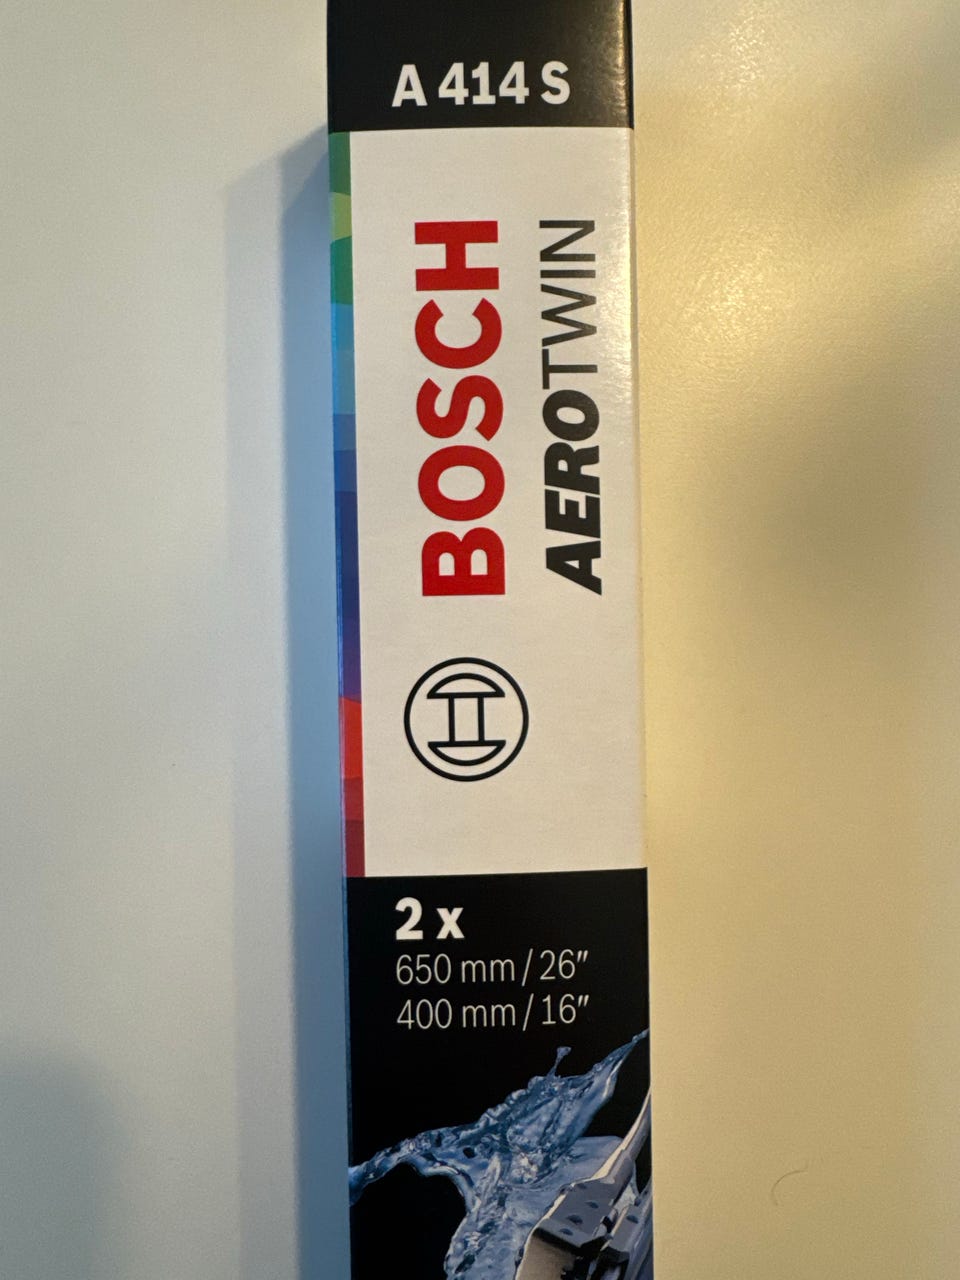 A 414 S
BOSCH
AEROTWIN
2 x
650 mm / 26″
400 mm / 16″